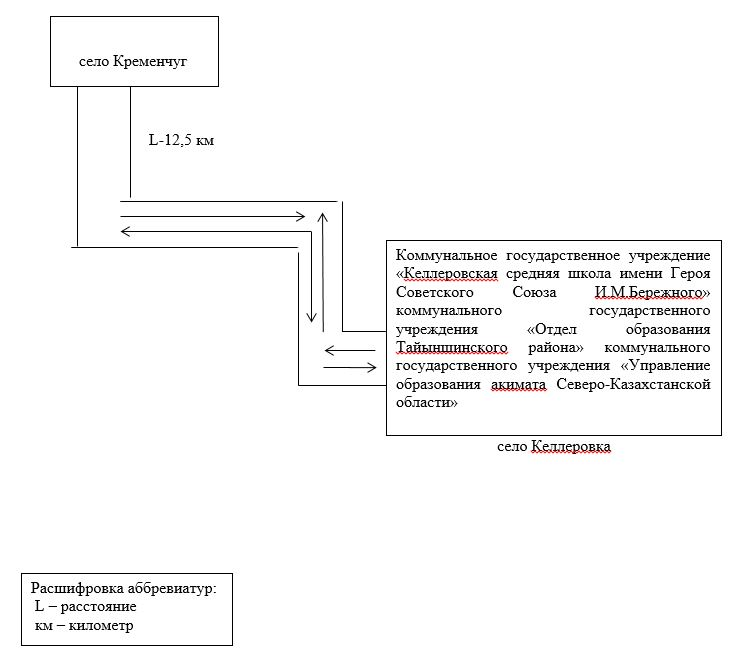 село Кременчуг
L-12,5 км
Коммунальное государственное учреждение
«Келлеровская средняя школа имени Героя
Советского Союза И.М.Бережного»
коммунального государственного
учреждения «Отдел образования
Тайыншинского района» коммунального
государственного учреждения «Управление
образования акимата Северо-Казахстанской
области»
село Келлеровка
Расшифровка аббревиатур:
L – расстояние
км – километр